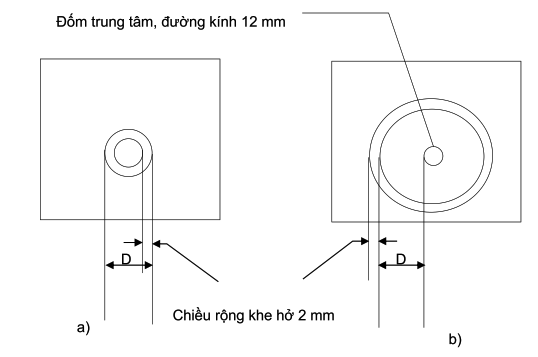 Đốm trung tâm, đường kính 12 mm
D
D
Chiều rộng khe hở 2 mm
a)
b)